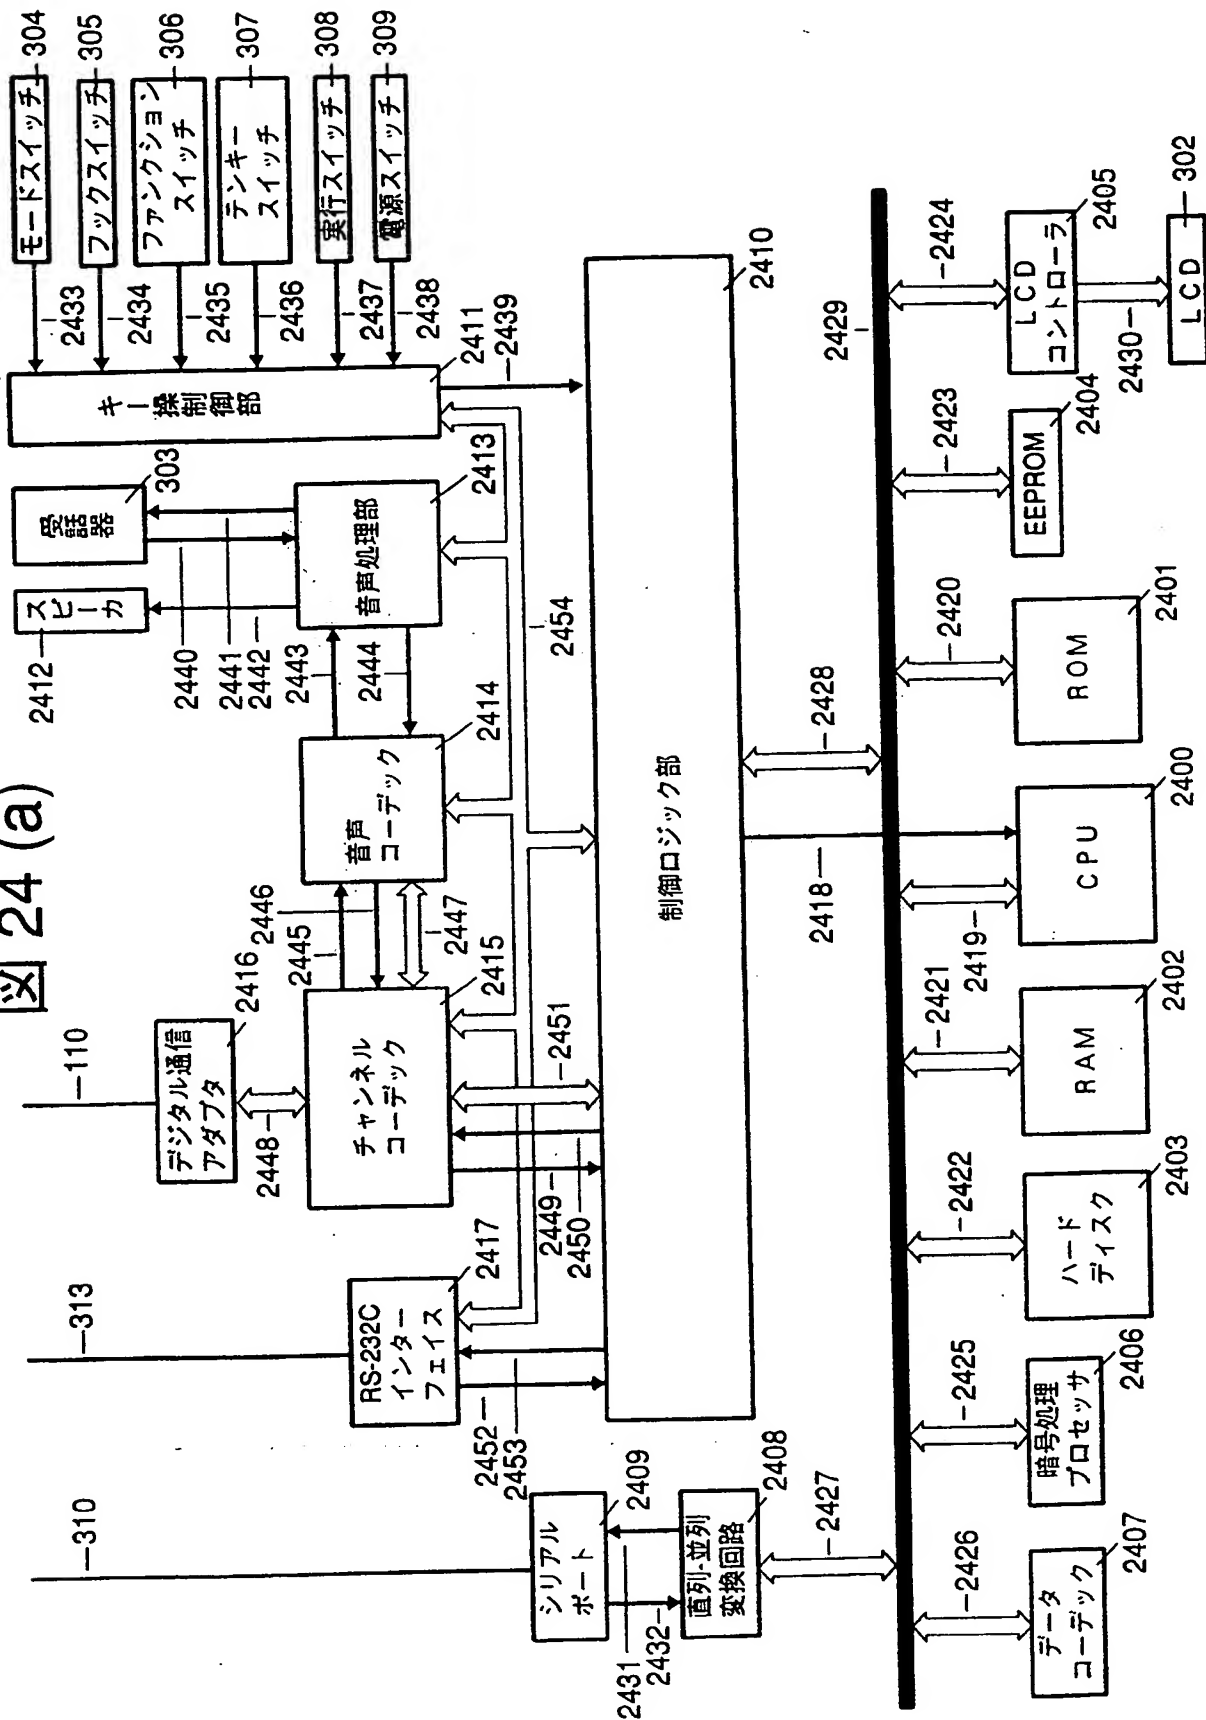 図 24 (a)
モードスイッチ
304
フックスイッチ
305
ファンクション
スイッチ
306
テンキー
スイッチ
307
実行スイッチ
308
電源スイッチ
309
2433
2434
2435
2436
2437
2438
キー操制御部
2411
2439
受話器
303
スピーカ
2412
2440
2441
2442
音声処理部
2413
2443
2444
音声
コーデック
2414
2445
2446
2447
チャンネル
コーデック
2415
デジタル通信
アダプタ
2416
110
2448
2449
2450
2451
RS-232C
インター
フェイス
2417
313
2452
2453
2454
シリアル
ポート
2409
310
2431
2432
直列-並列
変換回路
2408
2427
制御ロジック部
2410
2428
2418
2429
データ
コーデック
2407
2426
暗号処理
プロセッサ
2406
2425
ハード
ディスク
2403
2422
RAM
2402
2421
CPU
2400
2419
ROM
2401
2420
EEPROM
2404
2423
LCD
コントローラ
2405
2424
2430
LCD
302